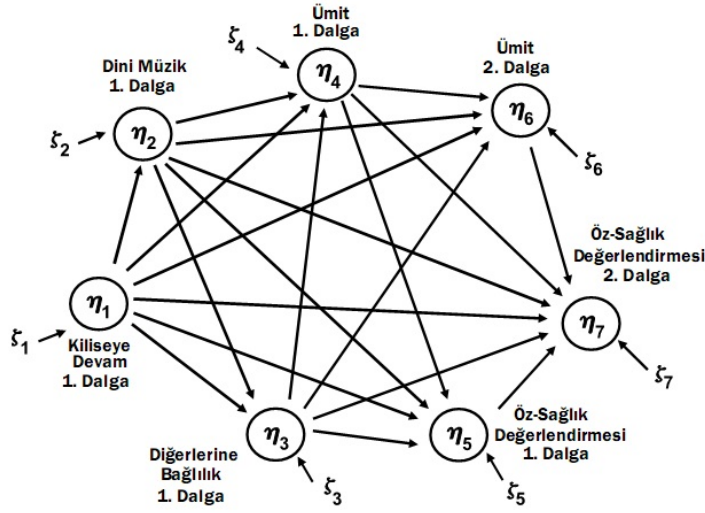 Ümit
1. Dalga
ζ4
η4
Ümit
2. Dalga
η6
ζ6
Dini Müzik
1. Dalga
η2
ζ2
Öz-Sağlık
Değerlendirmesi
2. Dalga
η7
ζ7
η1
ζ1
Kiliseye
Devam
1. Dalga
η3
Diğerlerine
Bağlılık
1. Dalga
ζ3
η5
Öz-Sağlık
Değerlendirmesi
1. Dalga
ζ5